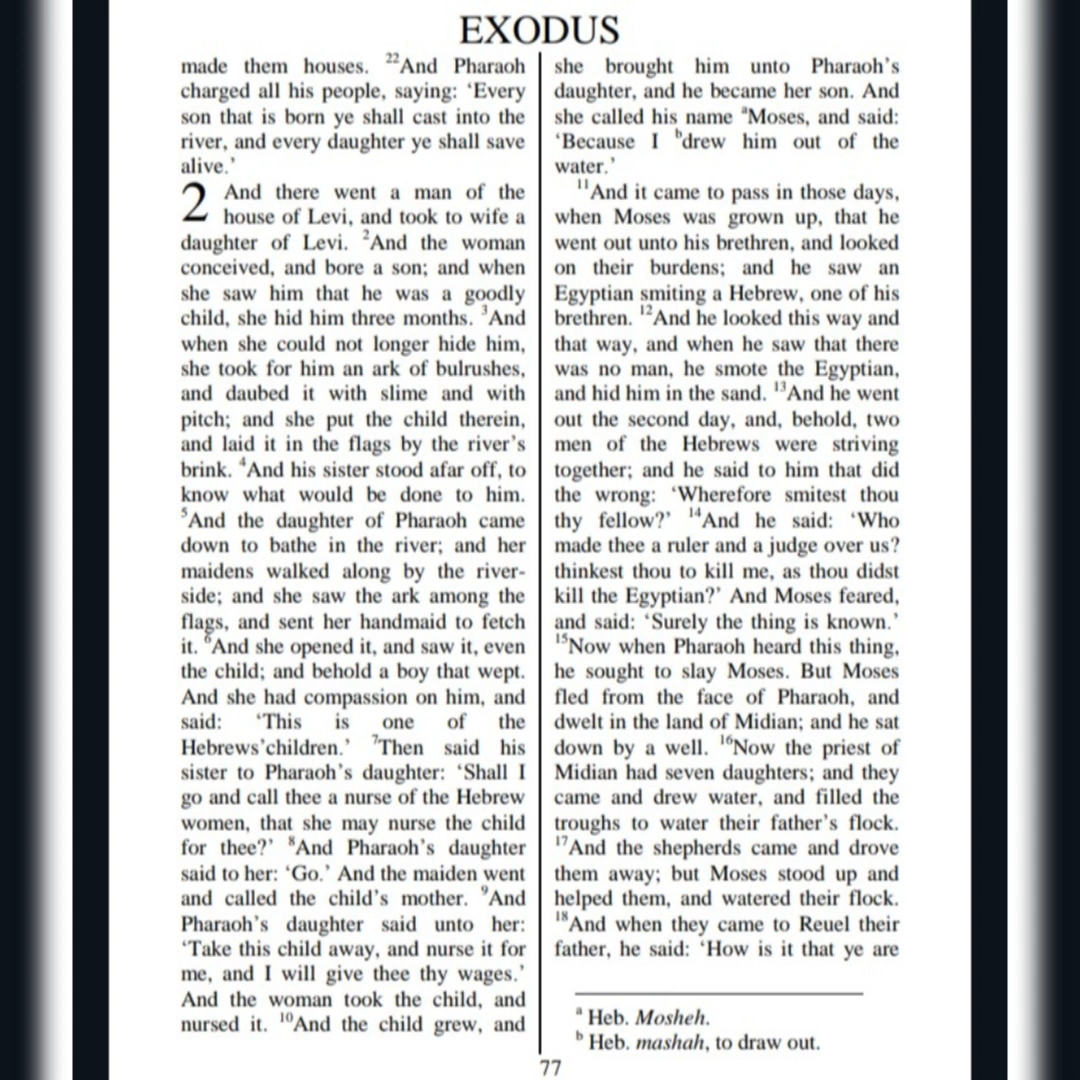 EXODUS
made them houses. 22And Pharaoh
charged all his people, saying: ‘Every
son that is born ye shall cast into the
river, and every daughter ye shall save
alive.’
2 And there went a man of the
house of Levi, and took to wife a
daughter of Levi. 2And the woman
conceived, and bore a son; and when
she saw him that he was a goodly
child, she hid him three months. 3And
when she could not longer hide him,
she took for him an ark of bulrushes,
and daubed it with slime and with
pitch; and she put the child therein,
and laid it in the flags by the river’s
brink. 4And his sister stood afar off, to
know what would be done to him.
5And the daughter of Pharaoh came
down to bathe in the river; and her
maidens walked along by the river-
side; and she saw the ark among the
flags, and sent her handmaid to fetch
it. 6And she opened it, and saw it, even
the child; and behold a boy that wept.
And she had compassion on him, and
said: ‘This is one of the
Hebrews’children.’ 7Then said his
sister to Pharaoh’s daughter: ‘Shall I
go and call thee a nurse of the Hebrew
women, that she may nurse the child
for thee?’ 8And Pharaoh’s daughter
said to her: ‘Go.’ And the maiden went
and called the child’s mother. 9And
Pharaoh’s daughter said unto her:
‘Take this child away, and nurse it for
me, and I will give thee thy wages.’
And the woman took the child, and
nursed it. 10And the child grew, and
she brought him unto Pharaoh’s
daughter, and he became her son. And
she called his name aMoses, and said:
‘Because I bdrew him out of the
water.’
11And it came to pass in those days,
when Moses was grown up, that he
went out unto his brethren, and looked
on their burdens; and he saw an
Egyptian smiting a Hebrew, one of his
brethren. 12And he looked this way and
that way, and when he saw that there
was no man, he smote the Egyptian,
and hid him in the sand. 13And he went
out the second day, and, behold, two
men of the Hebrews were striving
together; and he said to him that did
the wrong: ‘Wherefore smitest thou
thy fellow?’ 14And he said: ‘Who
made thee a ruler and a judge over us?
thinkest thou to kill me, as thou didst
kill the Egyptian?’ And Moses feared,
and said: ‘Surely the thing is known.’
15Now when Pharaoh heard this thing,
he sought to slay Moses. But Moses
fled from the face of Pharaoh, and
dwelt in the land of Midian; and he sat
down by a well. 16Now the priest of
Midian had seven daughters; and they
came and drew water, and filled the
troughs to water their father’s flock.
17And the shepherds came and drove
them away; but Moses stood up and
helped them, and watered their flock.
18And when they came to Reuel their
father, he said: ‘How is it that ye are
a Heb. Mosheh.
b Heb. mashah, to draw out.
77